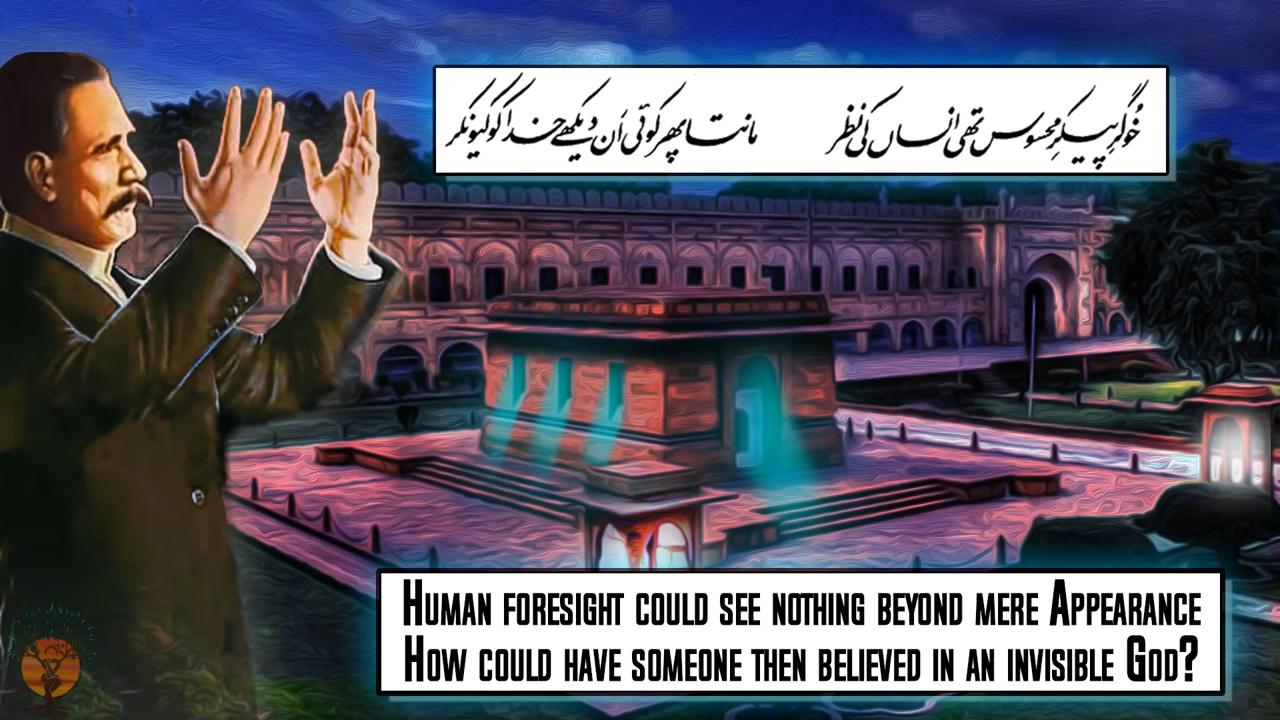 خُوگرِ پیکرِ محسوس تھی انساں کی نظر    مانتا پھر کوئی اَن دیکھے خدا کو کیونکر
Human foresight could see nothing beyond mere Appearance
How could have someone then believed in an invisible God?